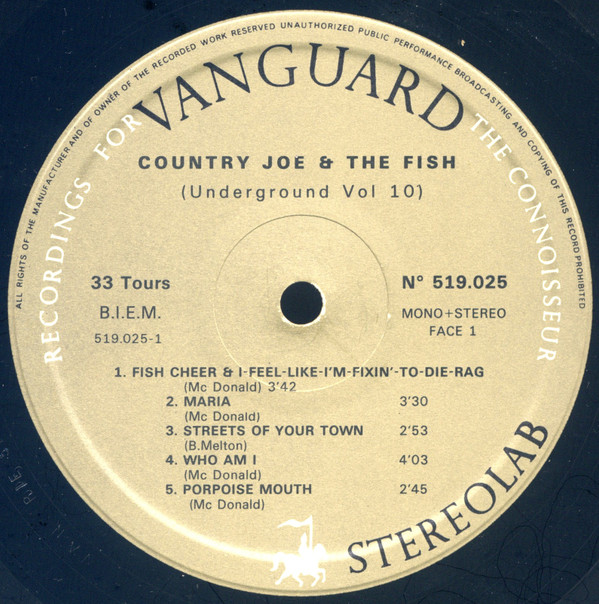 ALL RIGHTS OF THE MANUFACTURER AND OF OWNER OF THE RECORDED WORK RESERVED UNAUTHORIZED PUBLIC PERFORMANCE BROADCASTING AND COPYING OF THIS RECORD PROHIBITED
RECORDINGS FOR
VANGUARD
THE CONNOISSEUR
COUNTRY JOE & THE FISH
(Underground Vol 10)
33 Tours N° 519.025
B.I.E.M. MONO+STEREO
519.025-1 FACE 1
1. FISH CHEER & I-FEEL-LIKE-I'M-FIXIN'-TO-DIE-RAG
(Mc Donald) 3'42
2. MARIA 3'30
(Mc Donald)
3. STREETS OF YOUR TOWN 2'53
(B.Melton)
4. WHO AM I 4'03
(Mc Donald)
5. PORPOISE MOUTH 2'45
(Mc Donald)
STEREOLAB